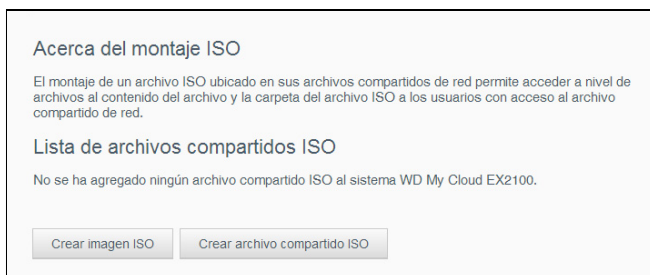 Acerca del montaje ISO
El montaje de un archivo ISO ubicado en sus archivos compartidos de red permite acceder a nivel de
archivos al contenido del archivo y la carpeta del archivo ISO a los usuarios con acceso al archivo
compartido de red.
Lista de archivos compartidos ISO
No se ha agregado ningún archivo compartido ISO al sistema WD My Cloud EX2100.
Crear imagen ISO Crear archivo compartido ISO